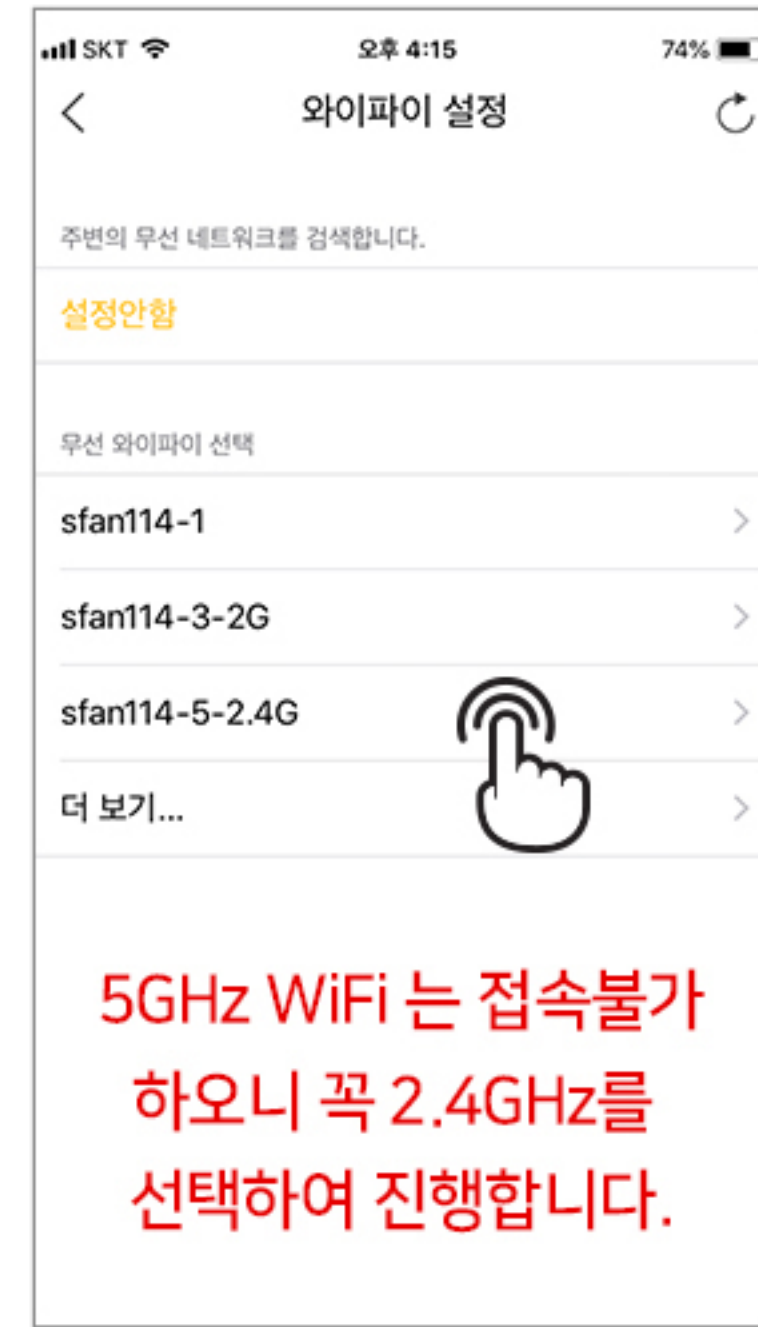 SKT 오후 4:15 74%
와이파이 설정
주변의 무선 네트워크를 검색합니다.
설정안함
무선 와이파이 선택
sfan114-1
sfan114-3-2G
sfan114-5-2.4G
더 보기...
5GHz WiFi 는 접속불가
하오니 꼭 2.4GHz를
선택하여 진행합니다.